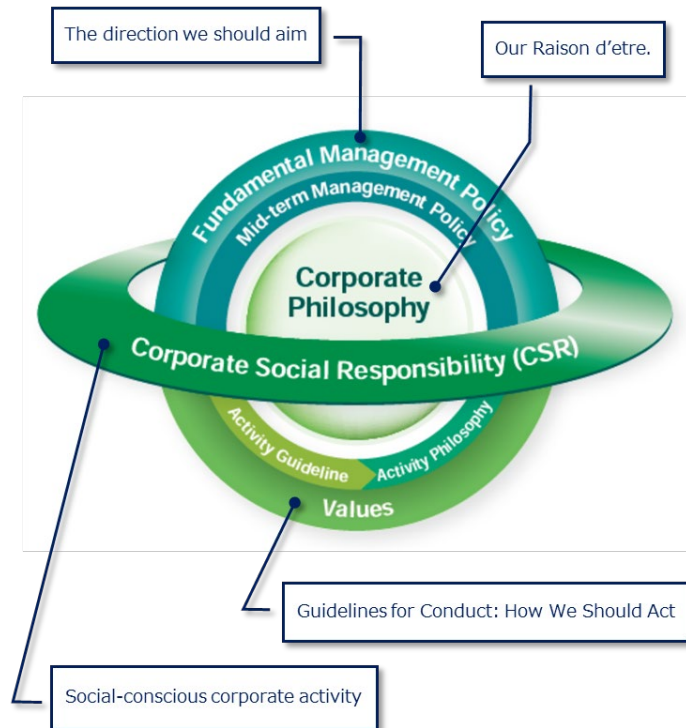 The direction we should aim
Our Raison d’etre.
Fundamental Management Policy
Mid-term Management Policy
Corporate
Philosophy
Corporate Social Responsibility (CSR)
Activity Guideline
Activity Philosophy
Values
Guidelines for Conduct: How We Should Act
Social-conscious corporate activity